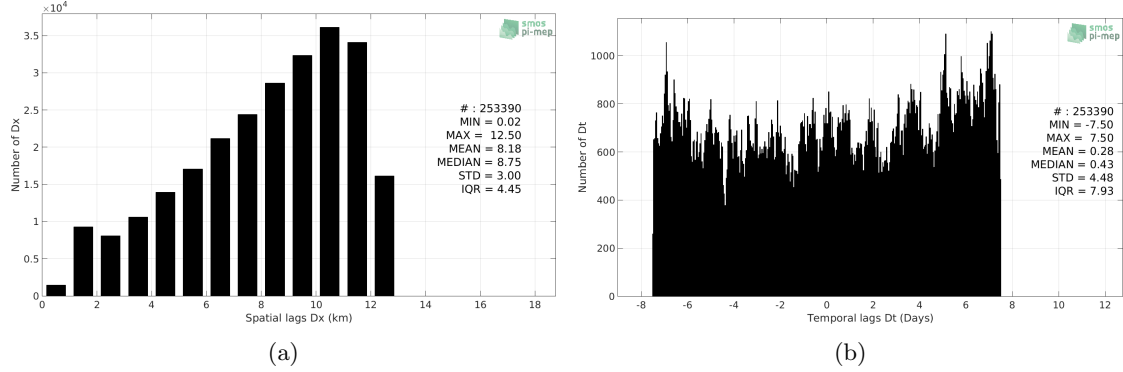 ×10⁴
3.5
3
2.5
2
1.5
1
0.5
0
Number of Dx
0 2 4 6 8 10 12 14 16 18
Spatial lags Dx (km)
smos
pi-mep
# : 253390
MIN = 0.02
MAX = 12.50
MEAN = 8.18
MEDIAN = 8.75
STD = 3.00
IQR = 4.45
(a)
1000
800
600
400
200
0
Number of Dt
-8 -6 -4 -2 0 2 4 6 8 10 12
Temporal lags Dt (Days)
smos
pi-mep
# : 253390
MIN = -7.50
MAX = 7.50
MEAN = 0.28
MEDIAN = 0.43
STD = 4.48
IQR = 7.93
(b)